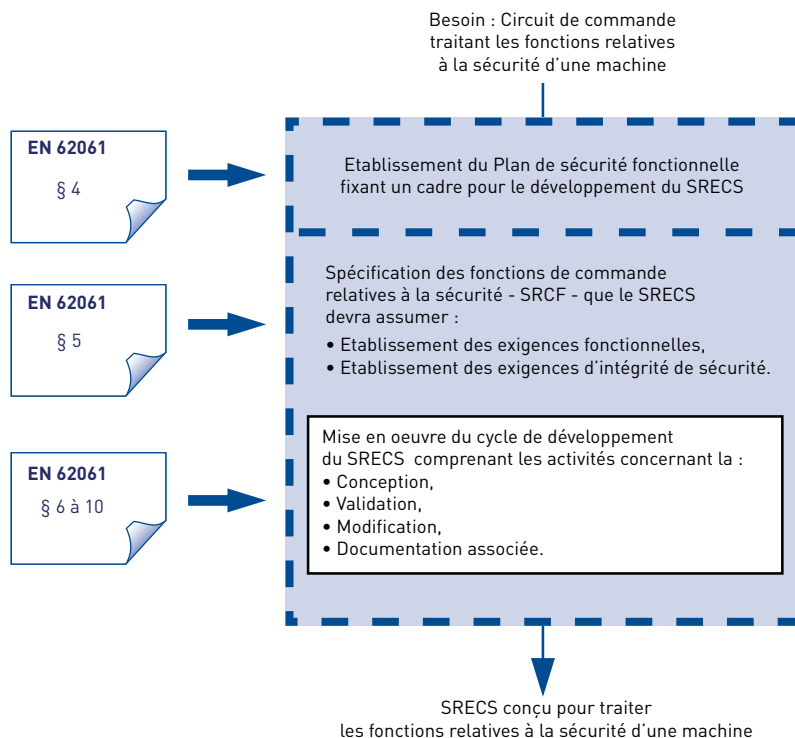 Besoin : Circuit de commande
traitant les fonctions relatives
à la sécurité d'une machine
EN 62061
§ 4
Etablissement du Plan de sécurité fonctionnelle
fixant un cadre pour le développement du SRECS
EN 62061
§ 5
Spécification des fonctions de commande
relatives à la sécurité - SRCF - que le SRECS
devra assumer :
• Etablissement des exigences fonctionnelles,
• Etablissement des exigences d'intégrité de sécurité.
EN 62061
§ 6 à 10
Mise en oeuvre du cycle de développement
du SRECS comprenant les activités concernant la :
• Conception,
• Validation,
• Modification,
• Documentation associée.
SRECS conçu pour traiter
les fonctions relatives à la sécurité d'une machine